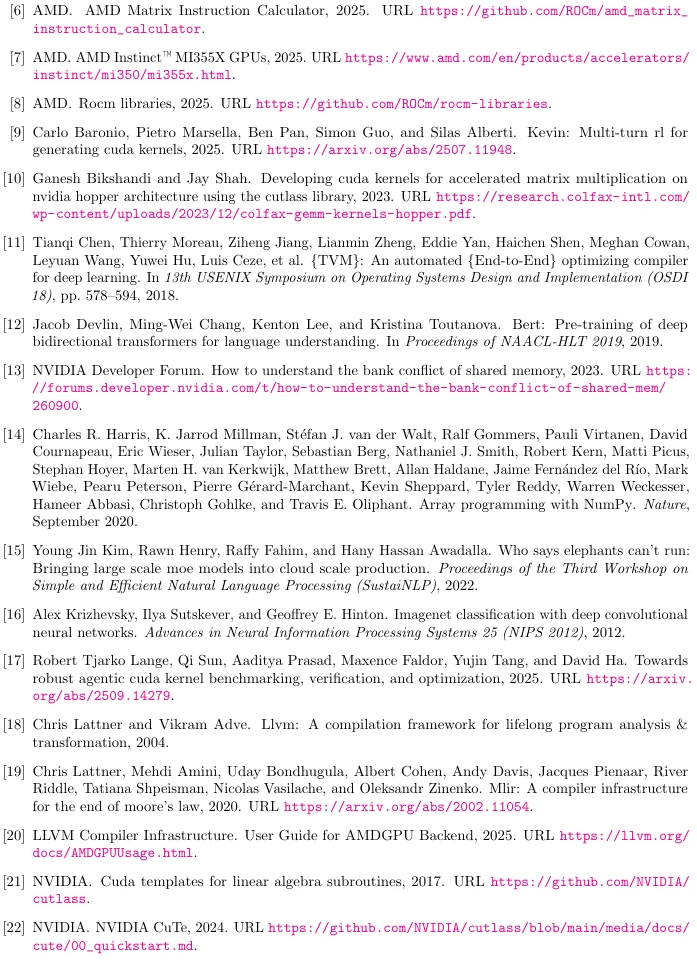 [6] AMD. AMD Matrix Instruction Calculator, 2025. URL https://github.com/ROCm/amd_matrix_
instruction_calculator.
[7] AMD. AMD Instinct™ MI355X GPUs, 2025. URL https://www.amd.com/en/products/accelerators/
instinct/mi350/mi355x.html.
[8] AMD. Rocm libraries, 2025. URL https://github.com/ROCm/rocm-libraries.
[9] Carlo Baronio, Pietro Marsella, Ben Pan, Simon Guo, and Silas Alberti. Kevin: Multi-turn rl for
generating cuda kernels, 2025. URL https://arxiv.org/abs/2507.11948.
[10] Ganesh Bikshandi and Jay Shah. Developing cuda kernels for accelerated matrix multiplication on
nvidia hopper architecture using the cutlass library, 2023. URL https://research.colfax-intl.com/
wp-content/uploads/2023/12/colfax-gemm-kernels-hopper.pdf.
[11] Tianqi Chen, Thierry Moreau, Ziheng Jiang, Lianmin Zheng, Eddie Yan, Haichen Shen, Meghan Cowan,
Leyuan Wang, Yuwei Hu, Luis Ceze, et al. {TVM}: An automated {End-to-End} optimizing compiler
for deep learning. In 13th USENIX Symposium on Operating Systems Design and Implementation (OSDI
18), pp. 578–594, 2018.
[12] Jacob Devlin, Ming-Wei Chang, Kenton Lee, and Kristina Toutanova. Bert: Pre-training of deep
bidirectional transformers for language understanding. In Proceedings of NAACL-HLT 2019, 2019.
[13] NVIDIA Developer Forum. How to understand the bank conflict of shared memory, 2023. URL https:
//forums.developer.nvidia.com/t/how-to-understand-the-bank-conflict-of-shared-mem/
260900.
[14] Charles R. Harris, K. Jarrod Millman, Stéfan J. van der Walt, Ralf Gommers, Pauli Virtanen, David
Cournapeau, Eric Wieser, Julian Taylor, Sebastian Berg, Nathaniel J. Smith, Robert Kern, Matti Picus,
Stephan Hoyer, Marten H. van Kerkwijk, Matthew Brett, Allan Haldane, Jaime Fernández del Río, Mark
Wiebe, Pearu Peterson, Pierre Gérard-Marchant, Kevin Sheppard, Tyler Reddy, Warren Weckesser,
Hameer Abbasi, Christoph Gohlke, and Travis E. Oliphant. Array programming with NumPy. Nature,
September 2020.
[15] Young Jin Kim, Rawn Henry, Raffy Fahim, and Hany Hassan Awadalla. Who says elephants can't run:
Bringing large scale moe models into cloud scale production. Proceedings of the Third Workshop on
Simple and Efficient Natural Language Processing (SustaiNLP), 2022.
[16] Alex Krizhevsky, Ilya Sutskever, and Geoffrey E. Hinton. Imagenet classification with deep convolutional
neural networks. Advances in Neural Information Processing Systems 25 (NIPS 2012), 2012.
[17] Robert Tjarko Lange, Qi Sun, Aaditya Prasad, Maxence Faldor, Yujin Tang, and David Ha. Towards
robust agentic cuda kernel benchmarking, verification, and optimization, 2025. URL https://arxiv.
org/abs/2509.14279.
[18] Chris Lattner and Vikram Adve. Llvm: A compilation framework for lifelong program analysis &
transformation, 2004.
[19] Chris Lattner, Mehdi Amini, Uday Bondhugula, Albert Cohen, Andy Davis, Jacques Pienaar, River
Riddle, Tatiana Shpeisman, Nicolas Vasilache, and Oleksandr Zinenko. Mlir: A compiler infrastructure
for the end of moore's law, 2020. URL https://arxiv.org/abs/2002.11054.
[20] LLVM Compiler Infrastructure. User Guide for AMDGPU Backend, 2025. URL https://llvm.org/
docs/AMDGPUUsage.html.
[21] NVIDIA. Cuda templates for linear algebra subroutines, 2017. URL https://github.com/NVIDIA/
cutlass.
[22] NVIDIA. NVIDIA CuTe, 2024. URL https://github.com/NVIDIA/cutlass/blob/main/media/docs/
cute/00_quickstart.md.